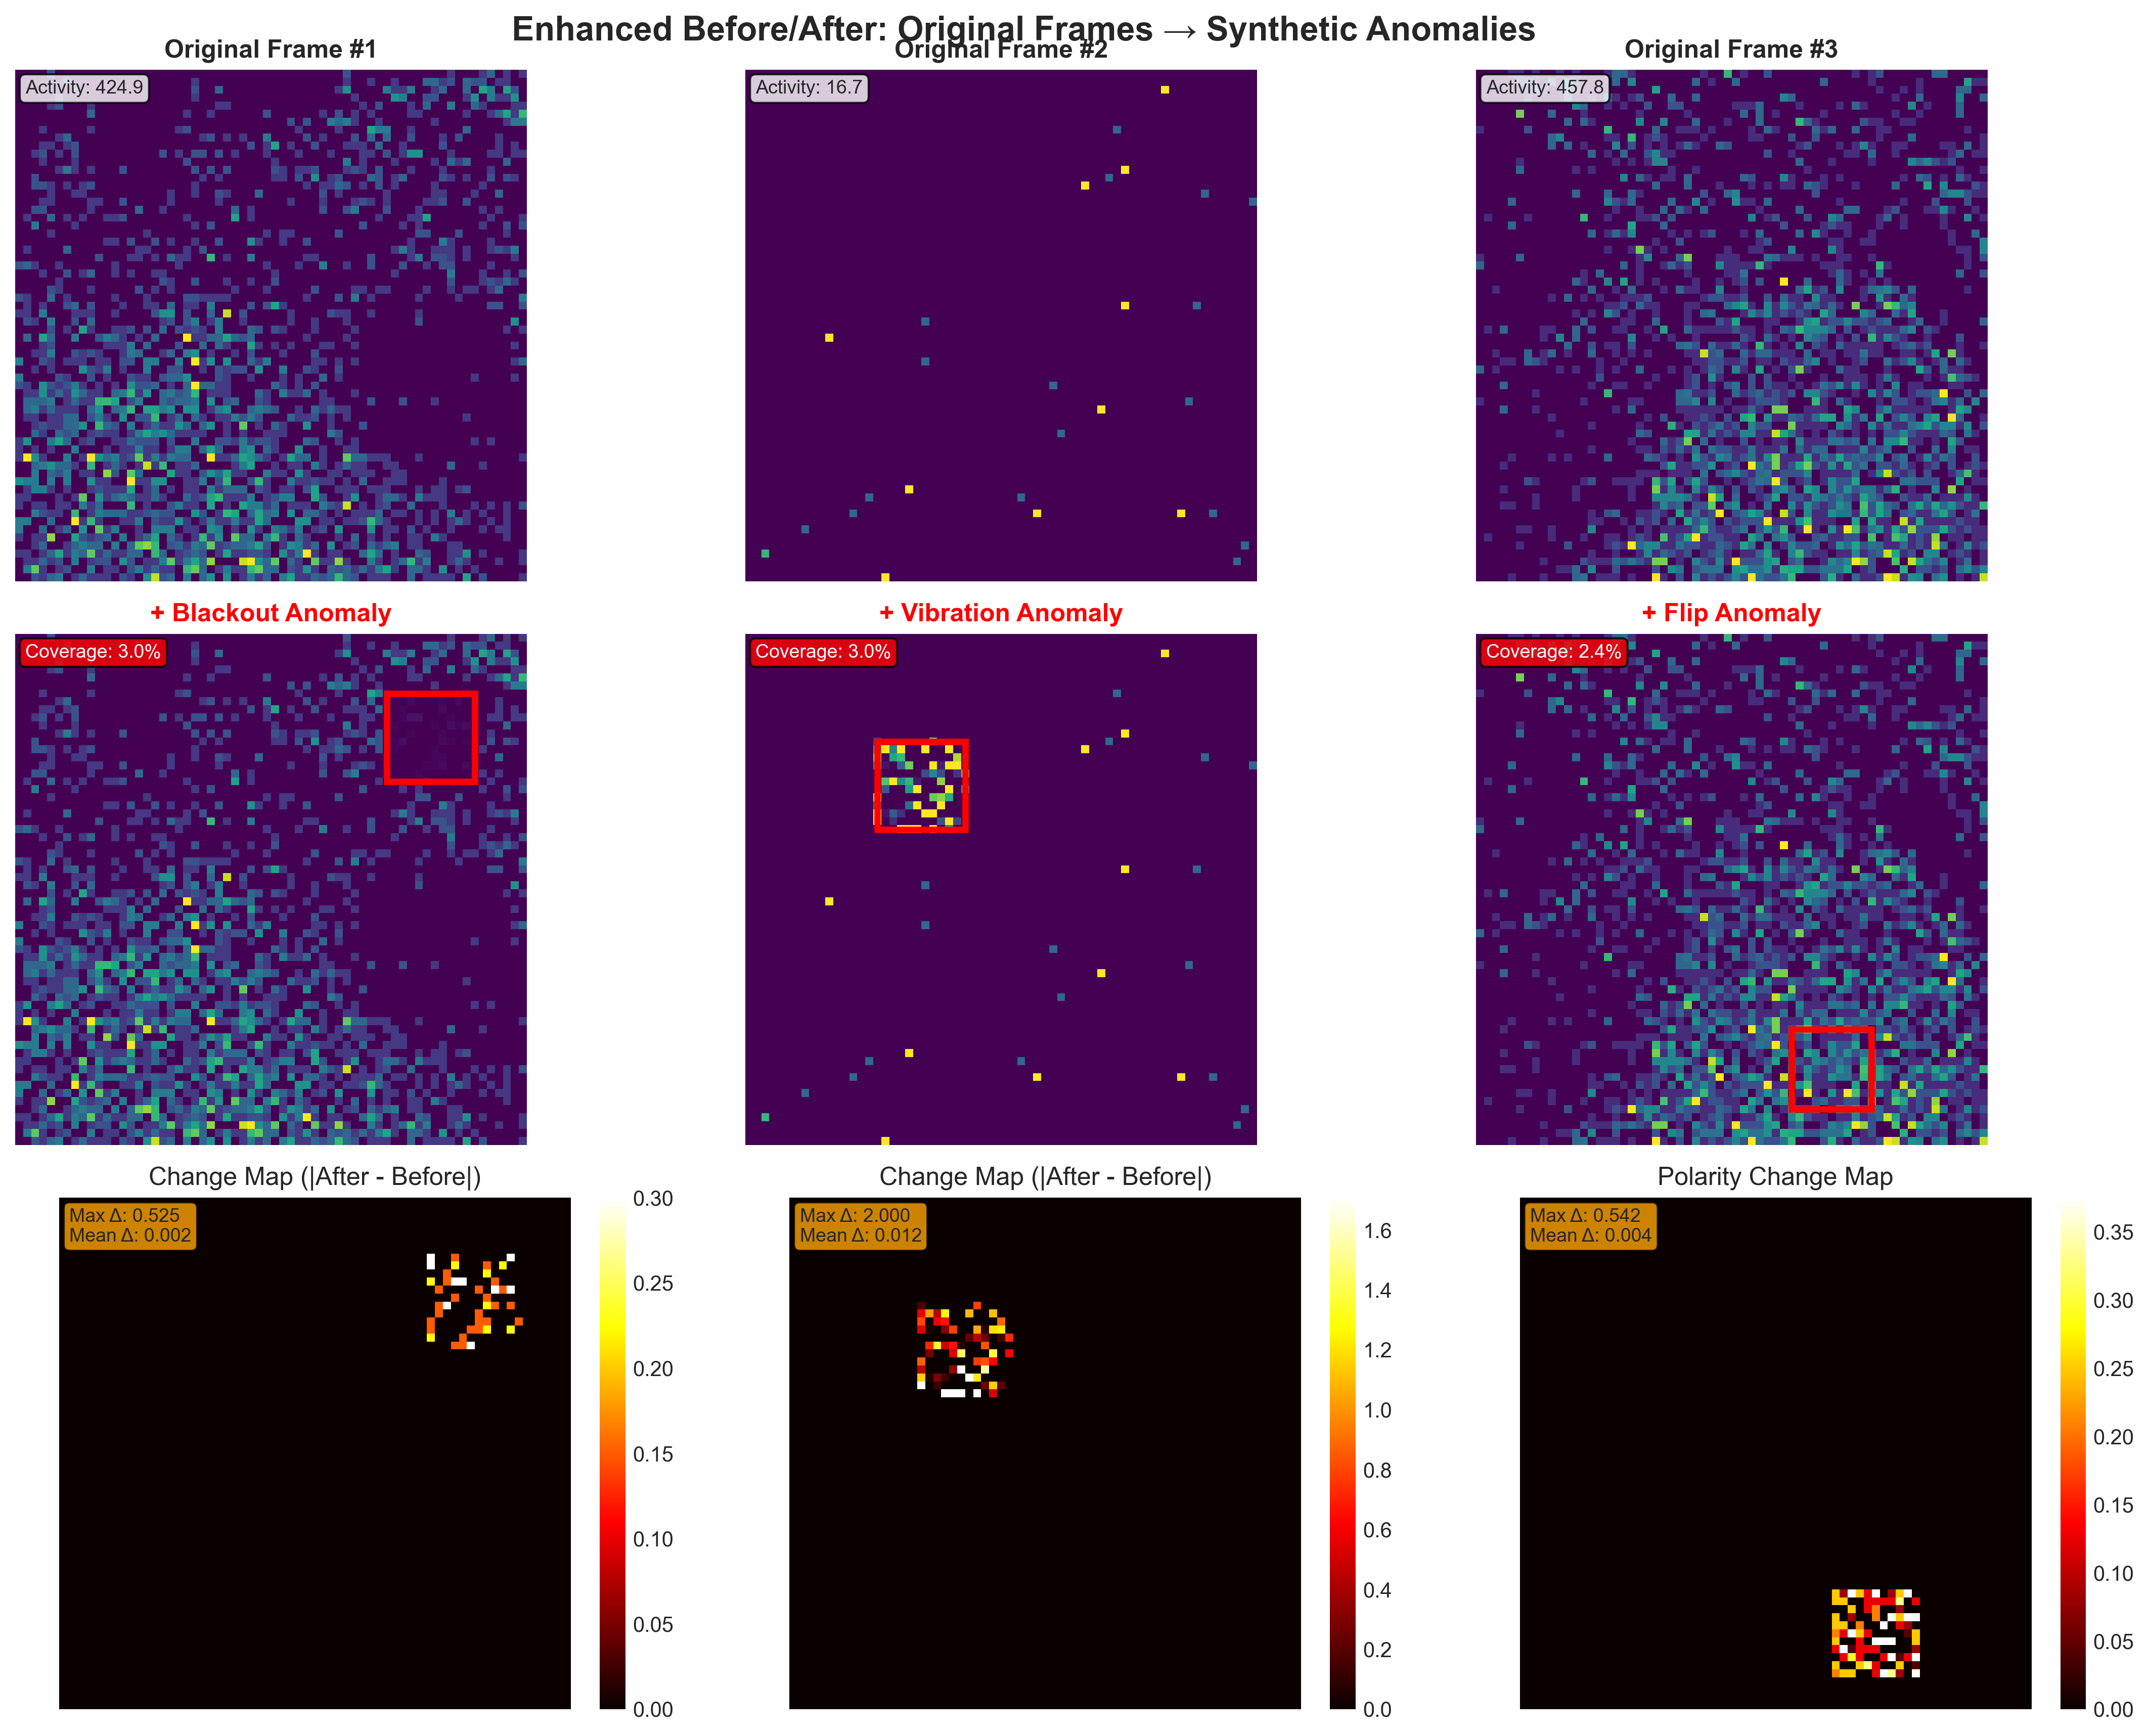 Enhanced Before/After: Original Frames → Synthetic Anomalies
Original Frame #1
Original Frame #2
Original Frame #3
Activity: 424.9
Activity: 16.7
Activity: 457.8
+ Blackout Anomaly
+ Vibration Anomaly
+ Flip Anomaly
Coverage: 3.0%
Coverage: 3.0%
Coverage: 2.4%
Change Map (|After - Before|)
Max Δ: 0.525
Mean Δ: 0.002
0.30
0.25
0.20
0.15
0.10
0.05
0.00
Change Map (|After - Before|)
Max Δ: 2.000
Mean Δ: 0.012
1.6
1.4
1.2
1.0
0.8
0.6
0.4
0.2
0.0
Polarity Change Map
Max Δ: 0.542
Mean Δ: 0.004
0.35
0.30
0.25
0.20
0.15
0.10
0.05
0.00